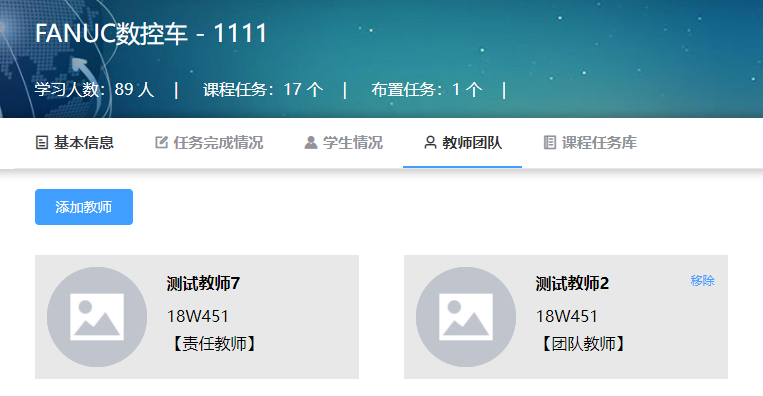 FANUC数控车 - 1111
学习人数：89 人 | 课程任务：17 个 | 布置任务：1 个 |
基本信息 任务完成情况 学生情况 教师团队 课程任务库
添加教师
测试教师7
18W451
【责任教师】
测试教师2 移除
18W451
【团队教师】